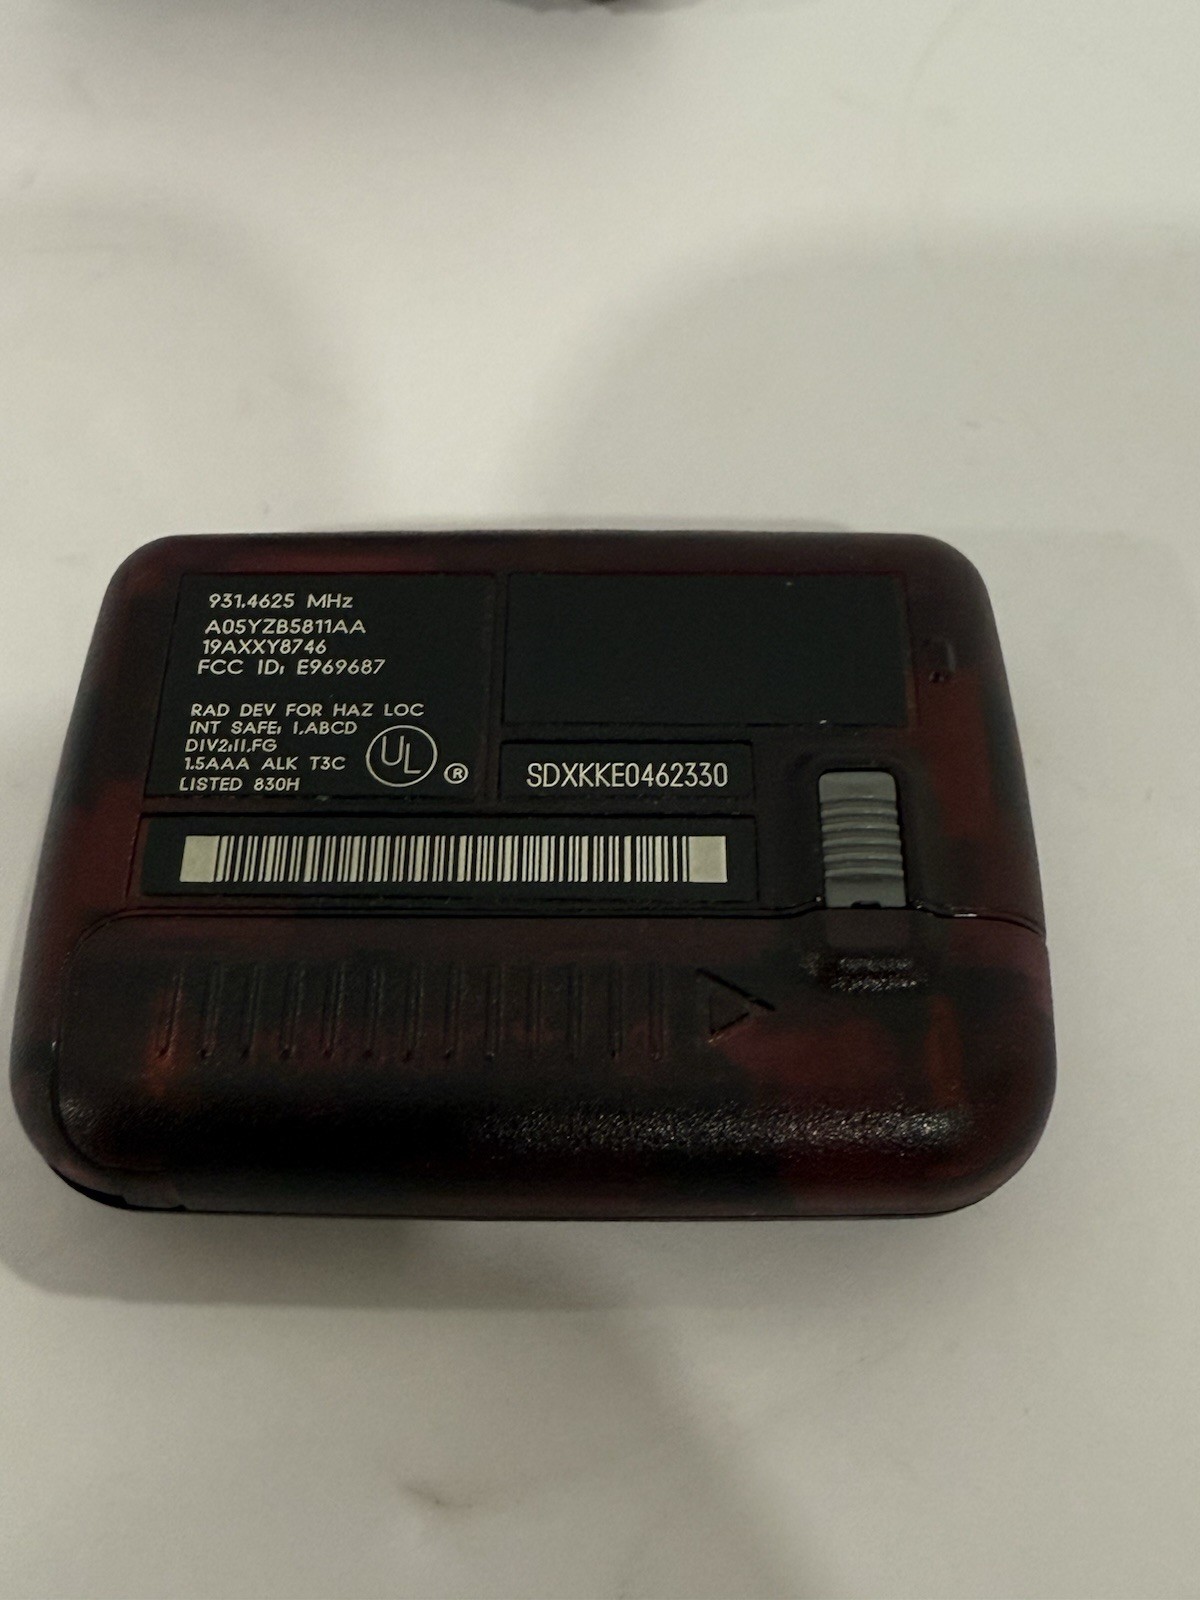 931.4625 MHz
A05YZB5811AA
19AXXY8746
FCC ID: E969687
RAD DEV FOR HAZ LOC
INT SAFE: I,ABCD
DIV2:II,FG
1.5AAA ALK T3C
LISTED 830H
UL
®
SDXKKE0462330